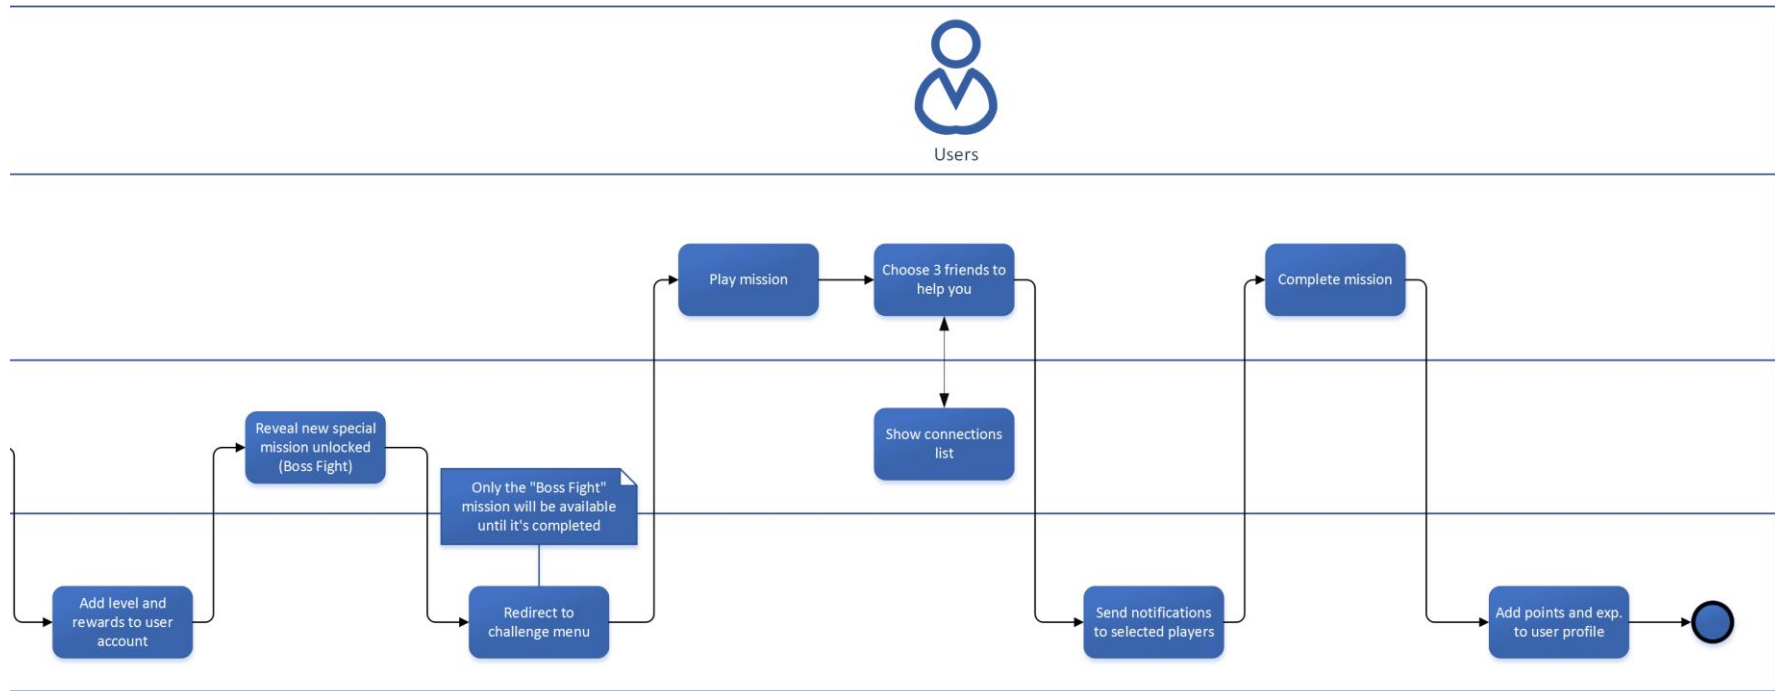 Users
Play mission
Choose 3 friends to
help you
Complete mission
Reveal new special
mission unlocked
(Boss Fight)
Show connections
list
Only the "Boss Fight"
mission will be available
until it's completed
Add level and
rewards to user
account
Redirect to
challenge menu
Send notifications
to selected players
Add points and exp.
to user profile